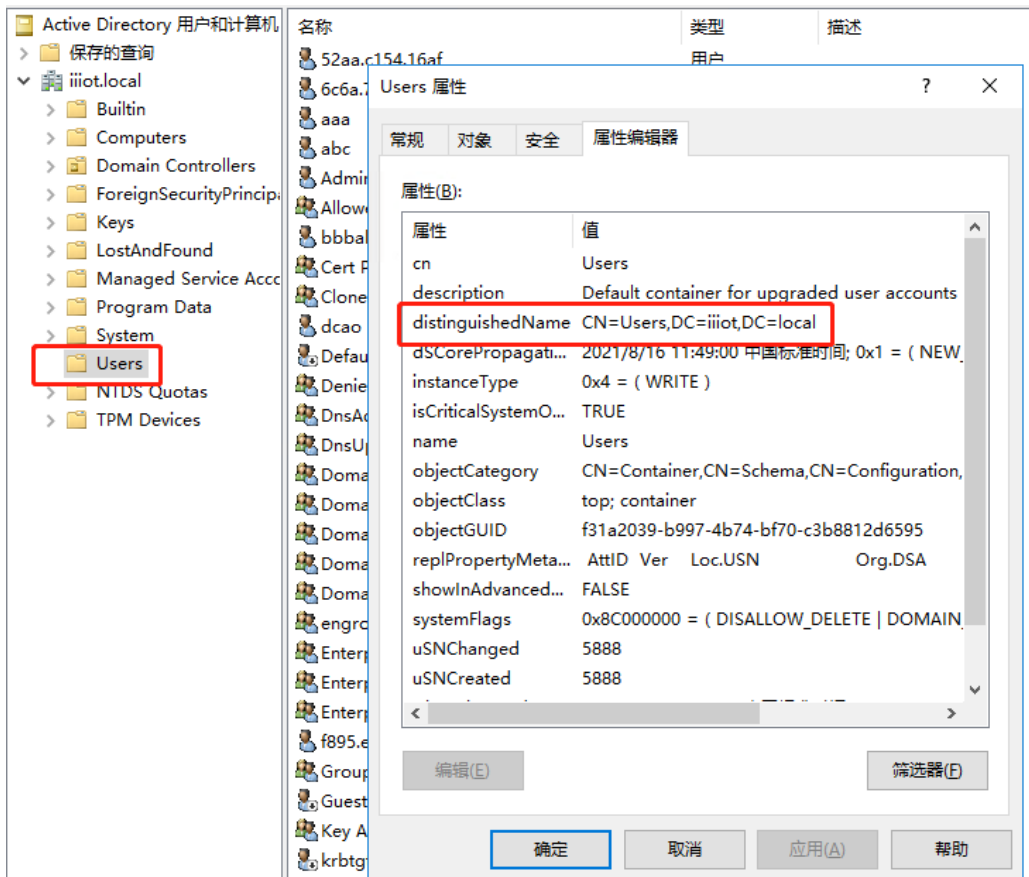 Active Directory 用户和计算机
保存的查询
iiiot.local
Builtin
Computers
Domain Controllers
ForeignSecurityPrincip
Keys
LostAndFound
Managed Service Acc
Program Data
System
Users
NTDS Quotas
TPM Devices
名称 类型 描述
52aa.c154.16af 用户
6c6a.
aaa
abc
Admi
Allow
bbbal
Cert P
Clone
dcao
Defau
Denie
DnsA
DnsU
Doma
Doma
Doma
Doma
Doma
engro
Enterp
Enterp
Enterp
f895.e
Group
Guest
Key A
krbtg
Users 属性 ?
常规 对象 安全 属性编辑器
属性(B):
属性 值
cn Users
description Default container for upgraded user accounts
distinguishedName CN=Users,DC=iiiot,DC=local
dSCorePropagati... 2021/8/16 11:49:00 中国标准时间; 0x1 = ( NEW_
instanceType 0x4 = ( WRITE )
isCriticalSystemO... TRUE
name Users
objectCategory CN=Container,CN=Schema,CN=Configuration,
objectClass top; container
objectGUID f31a2039-b997-4b74-bf70-c3b8812d6595
replPropertyMeta... AttID Ver Loc.USN Org.DSA
showInAdvanced... FALSE
systemFlags 0x8C000000 = ( DISALLOW_DELETE | DOMAIN_
uSNChanged 5888
uSNCreated 5888
编辑(E) 筛选器(F)
确定 取消 应用(A) 帮助